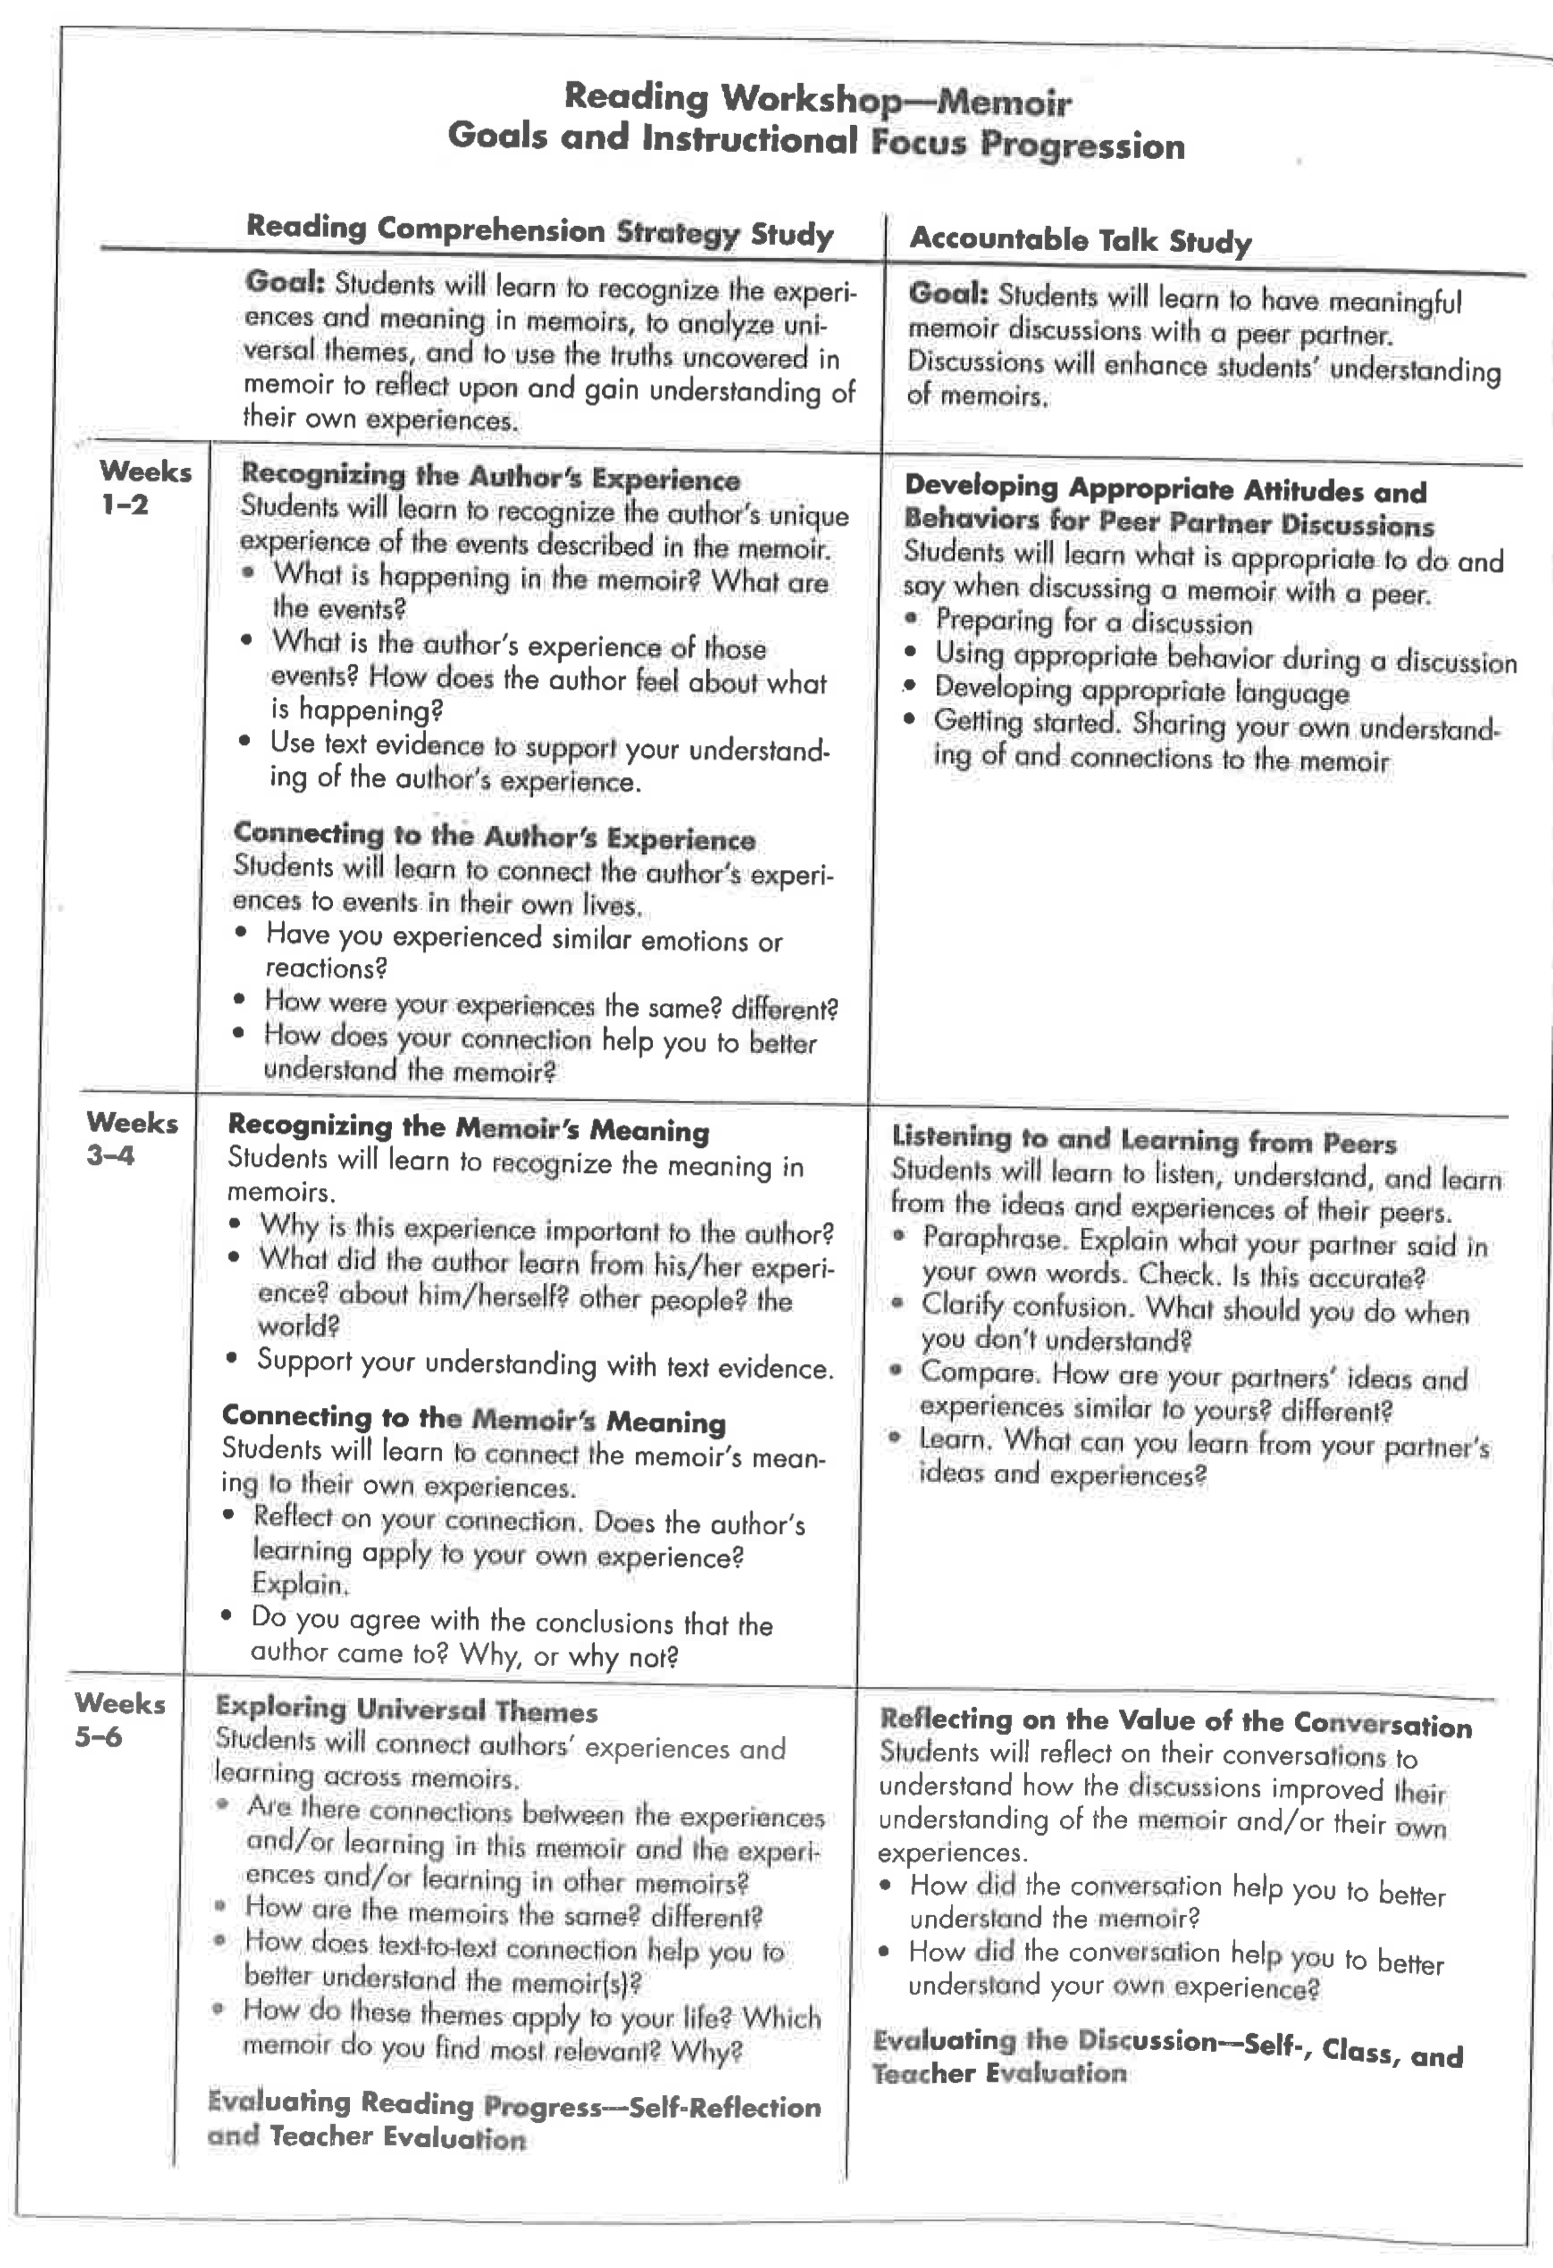 Reading Workshop—Memoir
Goals and Instructional Focus Progression
Reading Comprehension Strategy Study
Goal: Students will learn to recognize the experi-
ences and meaning in memoirs, to analyze uni-
versal themes, and to use the truths uncovered in
memoir to reflect upon and gain understanding of
their own experiences.
Accountable Talk Study
Goal: Students will learn to have meaningful
memoir discussions with a peer partner.
Discussions will enhance students' understanding
of memoirs.
Weeks
1–2
Recognizing the Author's Experience
Students will learn to recognize the author's unique
experience of the events described in the memoir.
• What is happening in the memoir? What are
the events?
• What is the author's experience of those
events? How does the author feel about what
is happening?
• Use text evidence to support your understand-
ing of the author's experience.
Connecting to the Author's Experience
Students will learn to connect the author's experi-
ences to events in their own lives.
• Have you experienced similar emotions or
reactions?
• How were your experiences the same? different?
• How does your connection help you to better
understand the memoir?
Developing Appropriate Attitudes and
Behaviors for Peer Partner Discussions
Students will learn what is appropriate to do and
say when discussing a memoir with a peer.
• Preparing for a discussion
• Using appropriate behavior during a discussion
• Developing appropriate language
• Getting started. Sharing your own understand-
ing of and connections to the memoir
Weeks
3–4
Recognizing the Memoir's Meaning
Students will learn to recognize the meaning in
memoirs.
• Why is this experience important to the author?
• What did the author learn from his/her experi-
ence? about him/herself? other people? the
world?
• Support your understanding with text evidence.
Connecting to the Memoir's Meaning
Students will learn to connect the memoir's mean-
ing to their own experiences.
• Reflect on your connection. Does the author's
learning apply to your own experience?
Explain.
• Do you agree with the conclusions that the
author came to? Why, or why not?
Listening to and Learning from Peers
Students will learn to listen, understand, and learn
from the ideas and experiences of their peers.
• Paraphrase. Explain what your partner said in
your own words. Check. Is this accurate?
• Clarify confusion. What should you do when
you don't understand?
• Compare. How are your partners' ideas and
experiences similar to yours? different?
• Learn. What can you learn from your partner's
ideas and experiences?
Weeks
5–6
Exploring Universal Themes
Students will connect authors' experiences and
learning across memoirs.
• Are there connections between the experiences
and/or learning in this memoir and the experi-
ences and/or learning in other memoirs?
• How are the memoirs the same? different?
• How does text-to-text connection help you to
better understand the memoir(s)?
• How do these themes apply to your life? Which
memoir do you find most relevant? Why?
Evaluating Reading Progress—Self-Reflection
and Teacher Evaluation
Reflecting on the Value of the Conversation
Students will reflect on their conversations to
understand how the discussions improved their
understanding of the memoir and/or their own
experiences.
• How did the conversation help you to better
understand the memoir?
• How did the conversation help you to better
understand your own experience?
Evaluating the Discussion—Self-, Class, and
Teacher Evaluation